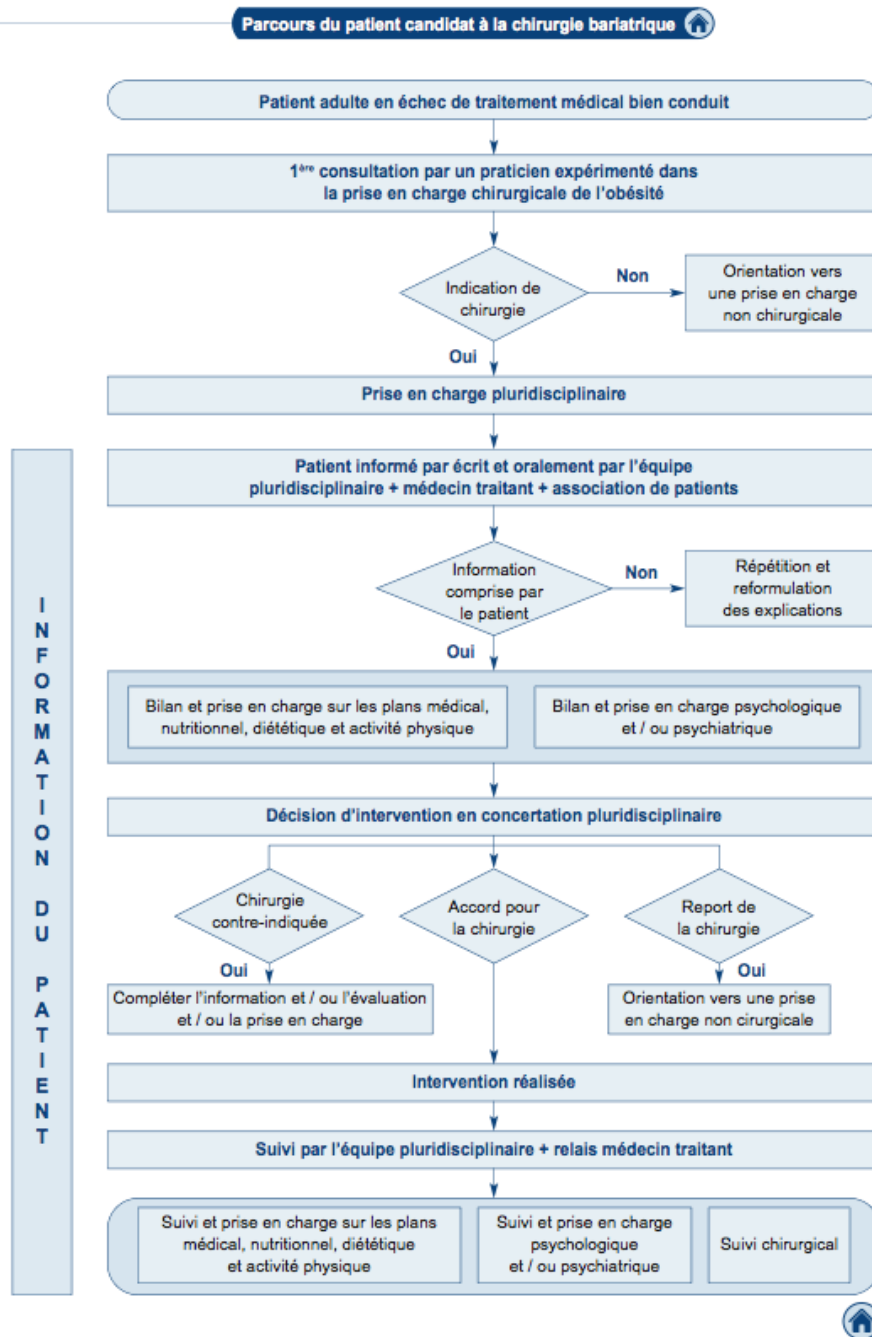 Parcours du patient candidat à la chirurgie bariatrique
Patient adulte en échec de traitement médical bien conduit
1ère consultation par un praticien expérimenté dans
la prise en charge chirurgicale de l'obésité
Indication de
chirurgie
Non
Orientation vers
une prise en charge
non chirurgicale
Oui
Prise en charge pluridisciplinaire
INFORMATION DU PATIENT
Patient informé par écrit et oralement par l'équipe
pluridisciplinaire + médecin traitant + association de patients
Information
comprise par
le patient
Non
Répétition et
reformulation
des explications
Oui
Bilan et prise en charge sur les plans médical,
nutritionnel, diététique et activité physique
Bilan et prise en charge psychologique
et / ou psychiatrique
Décision d'intervention en concertation pluridisciplinaire
Chirurgie
contre-indiquée
Accord pour
la chirurgie
Report de
la chirurgie
Oui
Oui
Compléter l'information et / ou l'évaluation
et / ou la prise en charge
Orientation vers une prise
en charge non cirurgicale
Intervention réalisée
Suivi par l'équipe pluridisciplinaire + relais médecin traitant
Suivi et prise en charge sur les plans
médical, nutritionnel, diététique
et activité physique
Suivi et prise en charge
psychologique
et / ou psychiatrique
Suivi chirurgical